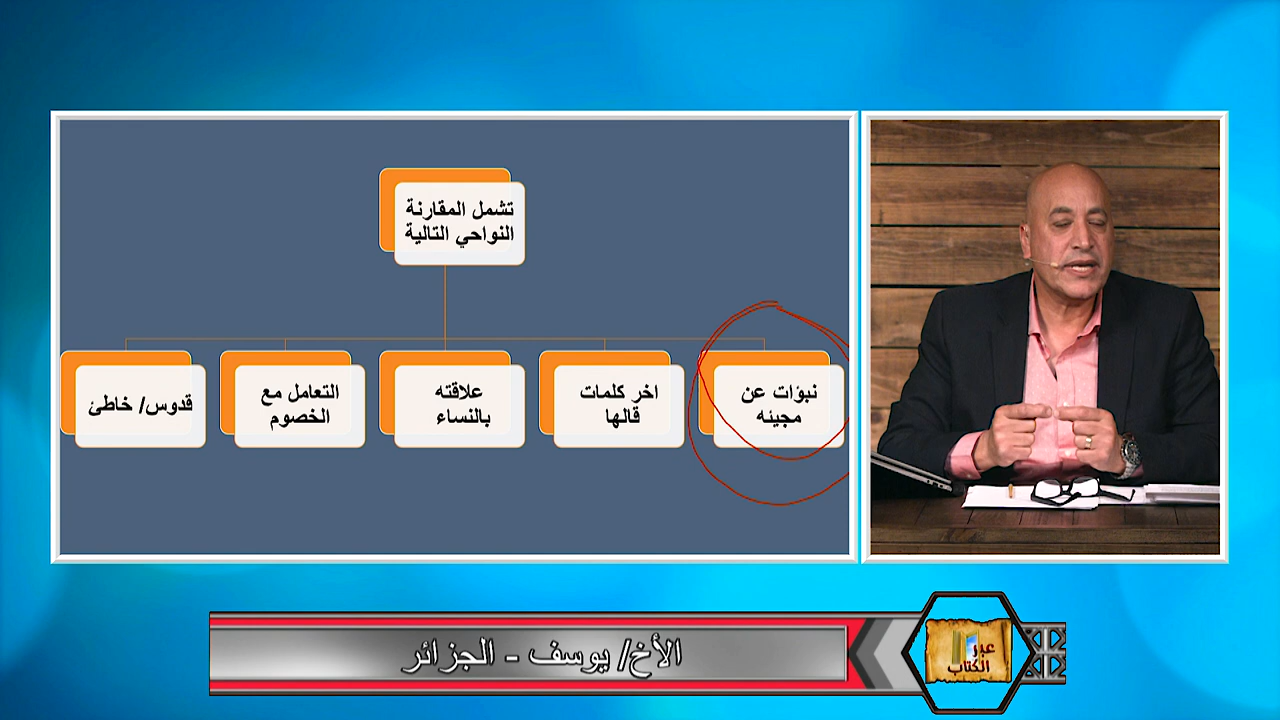 تشمل المقارنة
النواحي التالية
نبؤات عن
مجيئه
اخر كلمات
قالها
علاقته
بالنساء
التعامل مع
الخصوم
قدوس/ خاطئ
الأخ/ يوسف - الجزائر
عبر
الكتاب